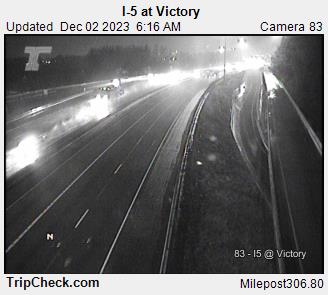 I-5 at Victory
Updated Dec 02 2023 6:16 AM Camera 83
T
N
83 - I5 @ Victory
TripCheck.com Milepost306.80